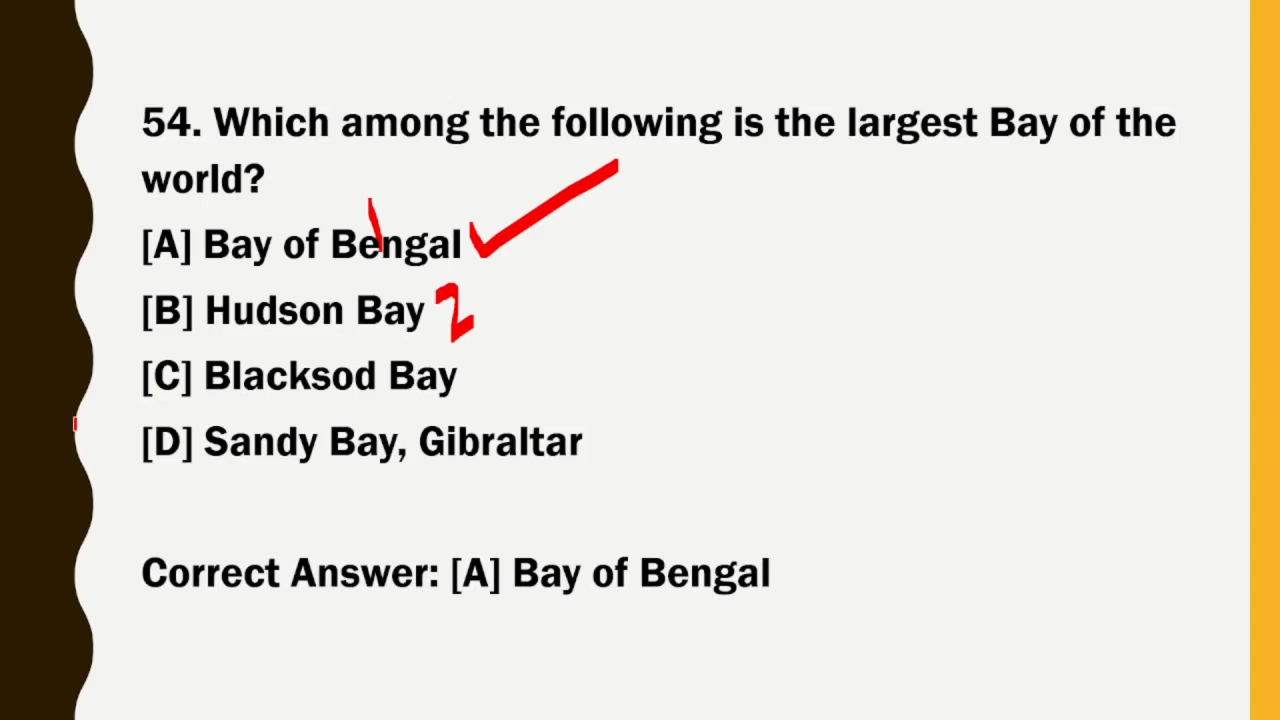 54. Which among the following is the largest Bay of the
world?
[A] Bay of Bengal
[B] Hudson Bay 2
[C] Blacksod Bay
[D] Sandy Bay, Gibraltar
Correct Answer: [A] Bay of Bengal